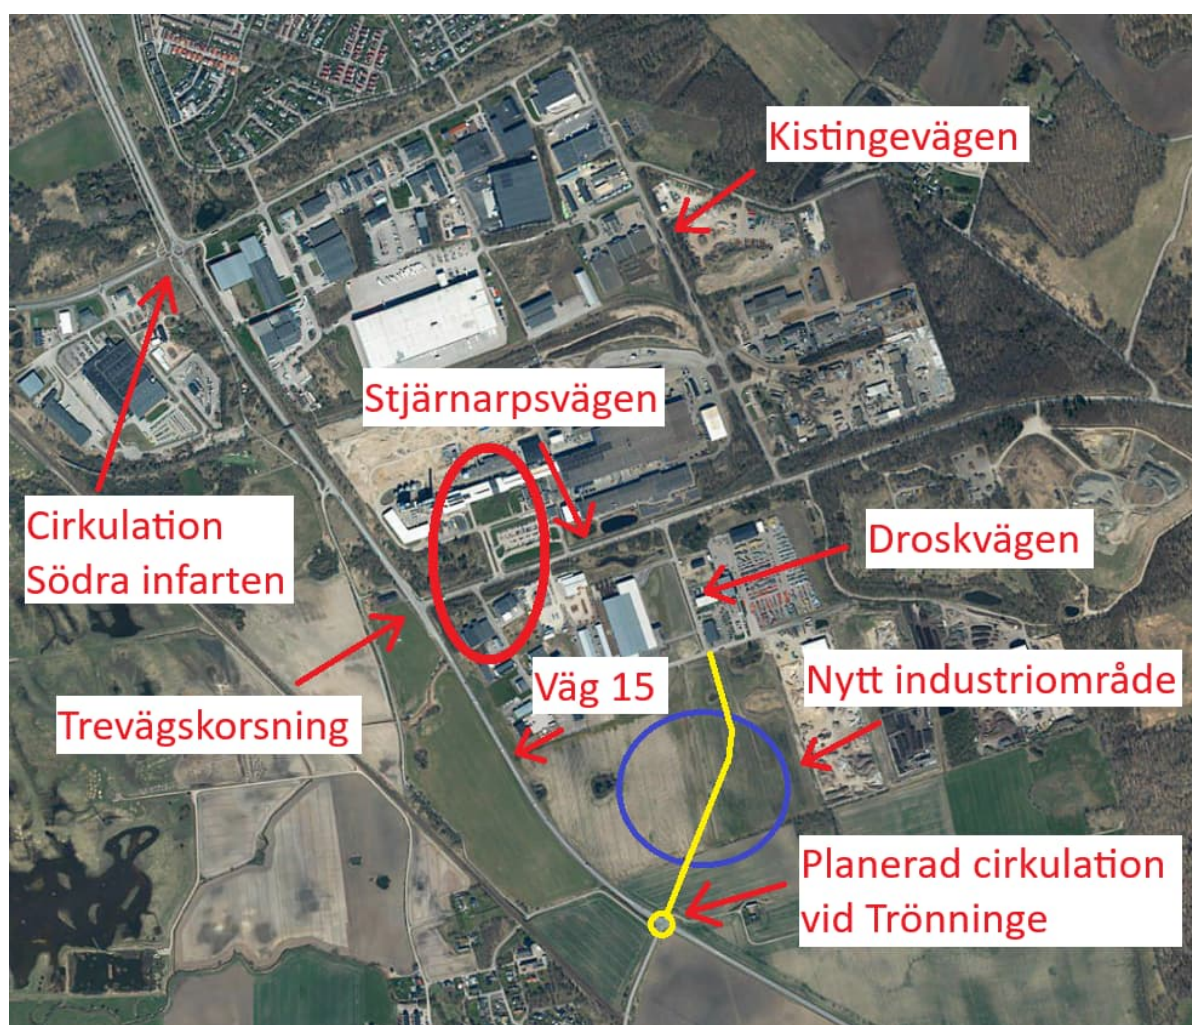 Kistingevägen
Stjärnarpsvägen
Cirkulation
Södra infarten
Droskvägen
Trevägskorsning
Väg 15
Nytt industriområde
Planerad cirkulation
vid Trönninge